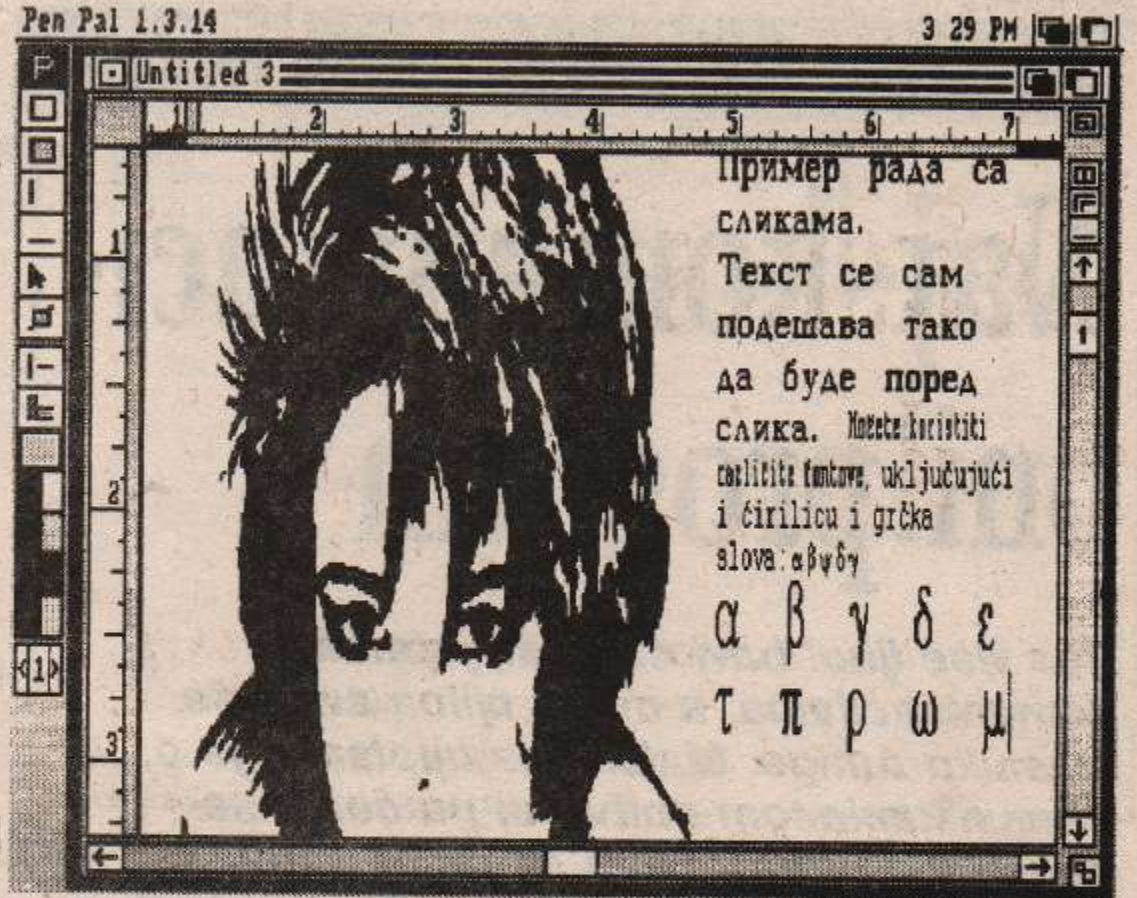 Pen Pal 1.3.14
3 29 PM
P
Untitled 3
1 2 3 4 5 6 7
1
2
3
Пример рада са
сликама.
Текст се сам
подешава тако
да буде поред
слика. Možete koristiti
različite fontove, uključujući
i ćirilicu i grčka
slova: αβψδγ
α β γ δ ε
τ π ρ ω μ
1